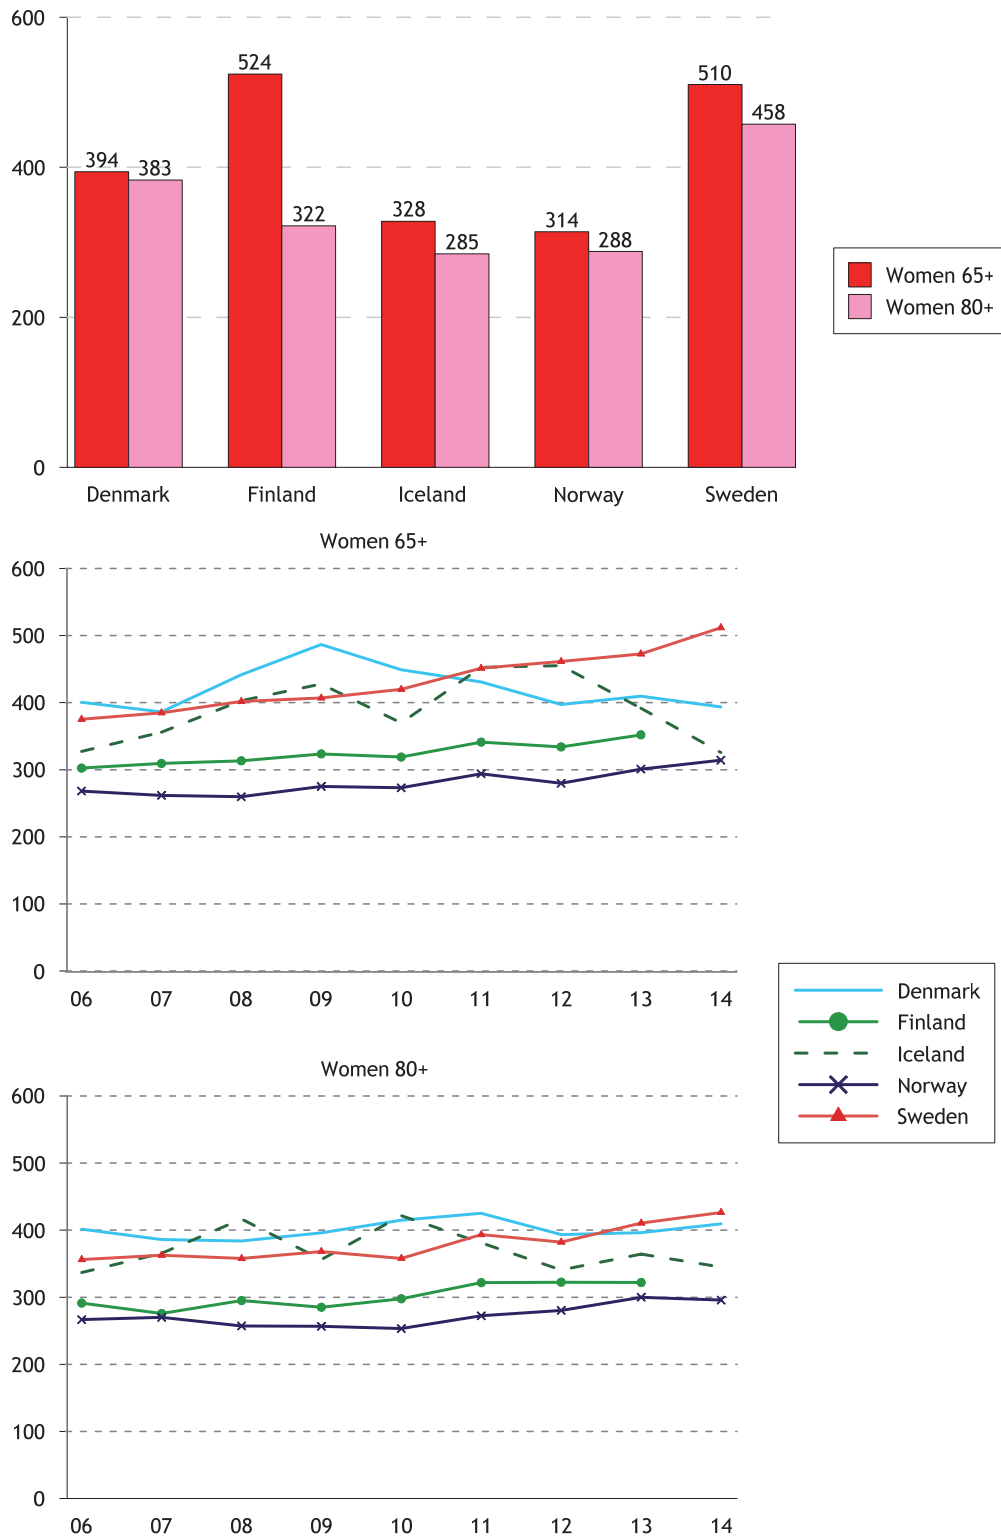 600
400
200
0
394
383
524
322
328
285
314
288
510
458
Denmark Finland Iceland Norway Sweden
Women 65+
Women 80+
Women 65+
600
500
400
300
200
100
0
06 07 08 09 10 11 12 13 14
Denmark
Finland
Iceland
Norway
Sweden
Women 80+
600
500
400
300
200
100
0
06 07 08 09 10 11 12 13 14